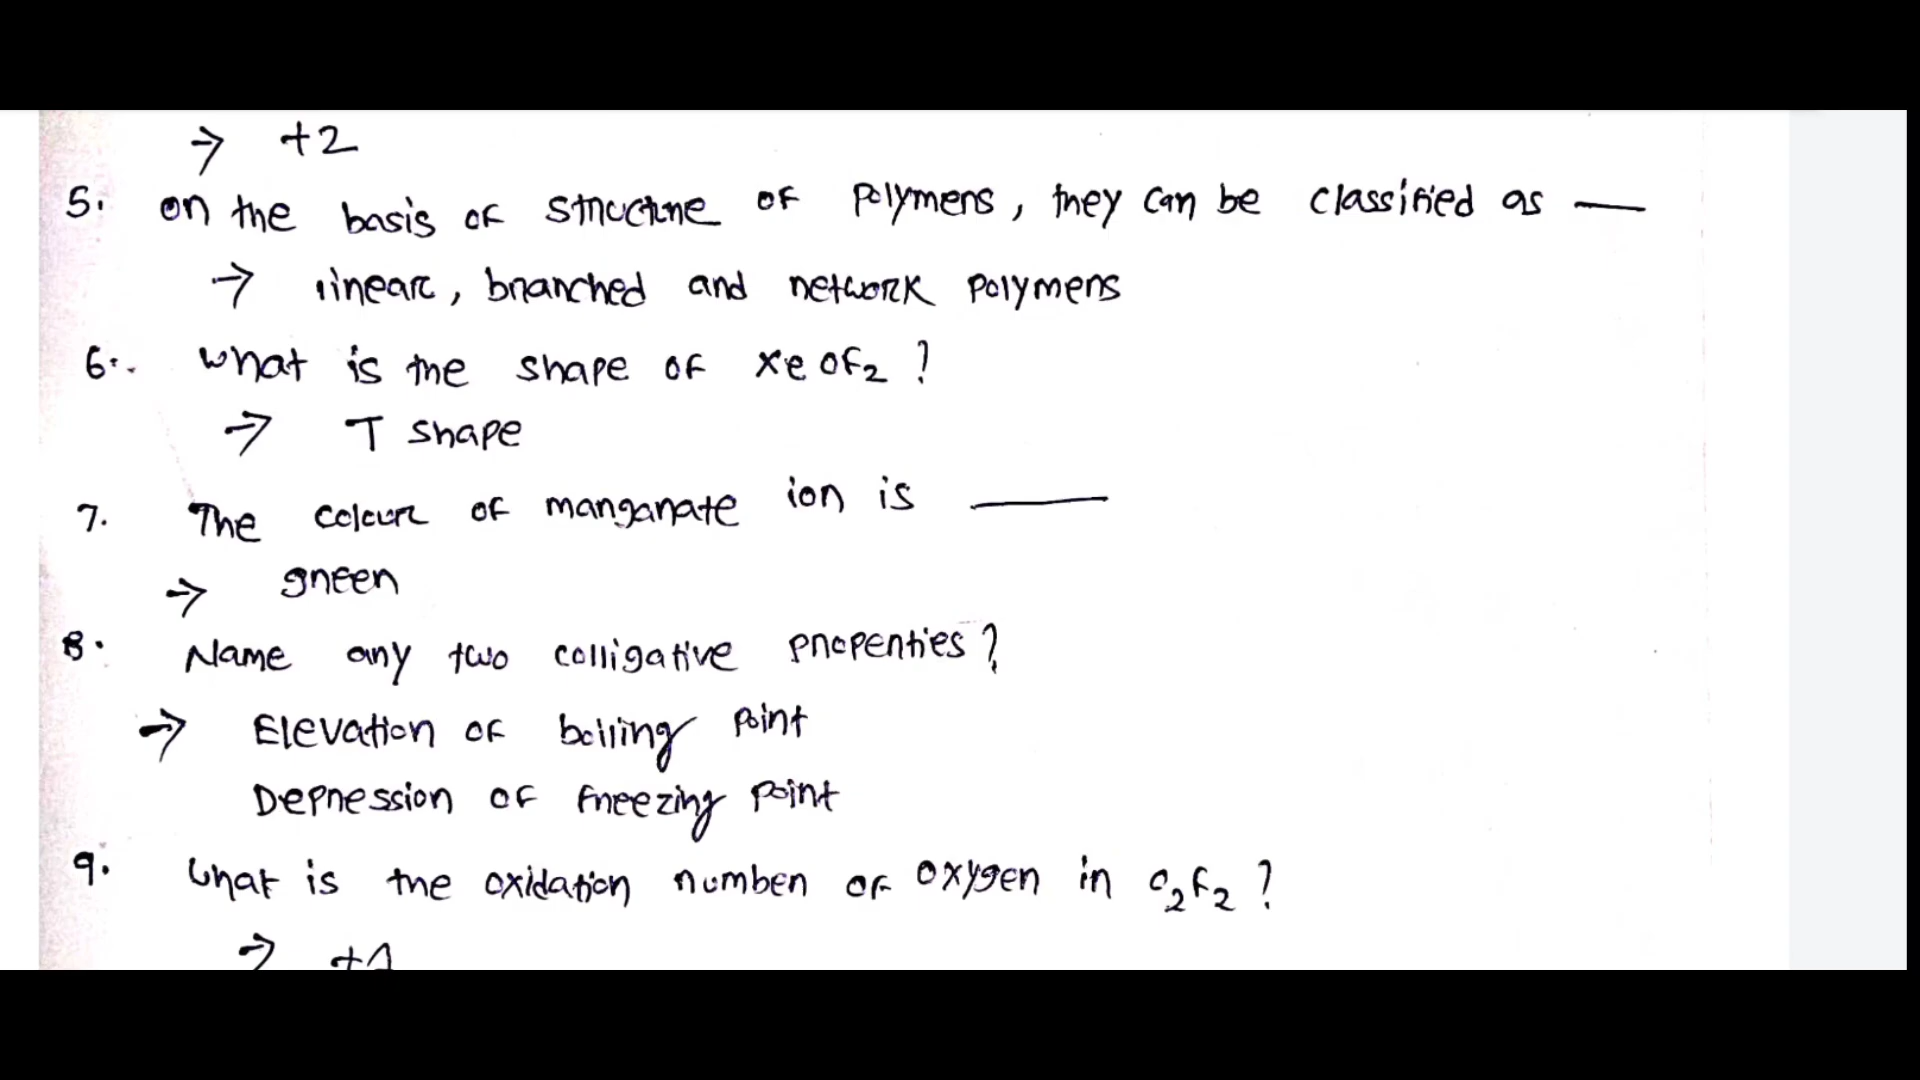 → +2
5. on the basis of structure of polymers, they can be classified as —
→ linear, branched and network polymers
6. What is the shape of XeOF₂ ?
→ T shape
7. The colour of manganate ion is ——
→ green
8. Name any two colligative properties ?
→ Elevation of boiling point
Depression of freezing point
9. What is the oxidation number of oxygen in O₂F₂ ?
→ +1